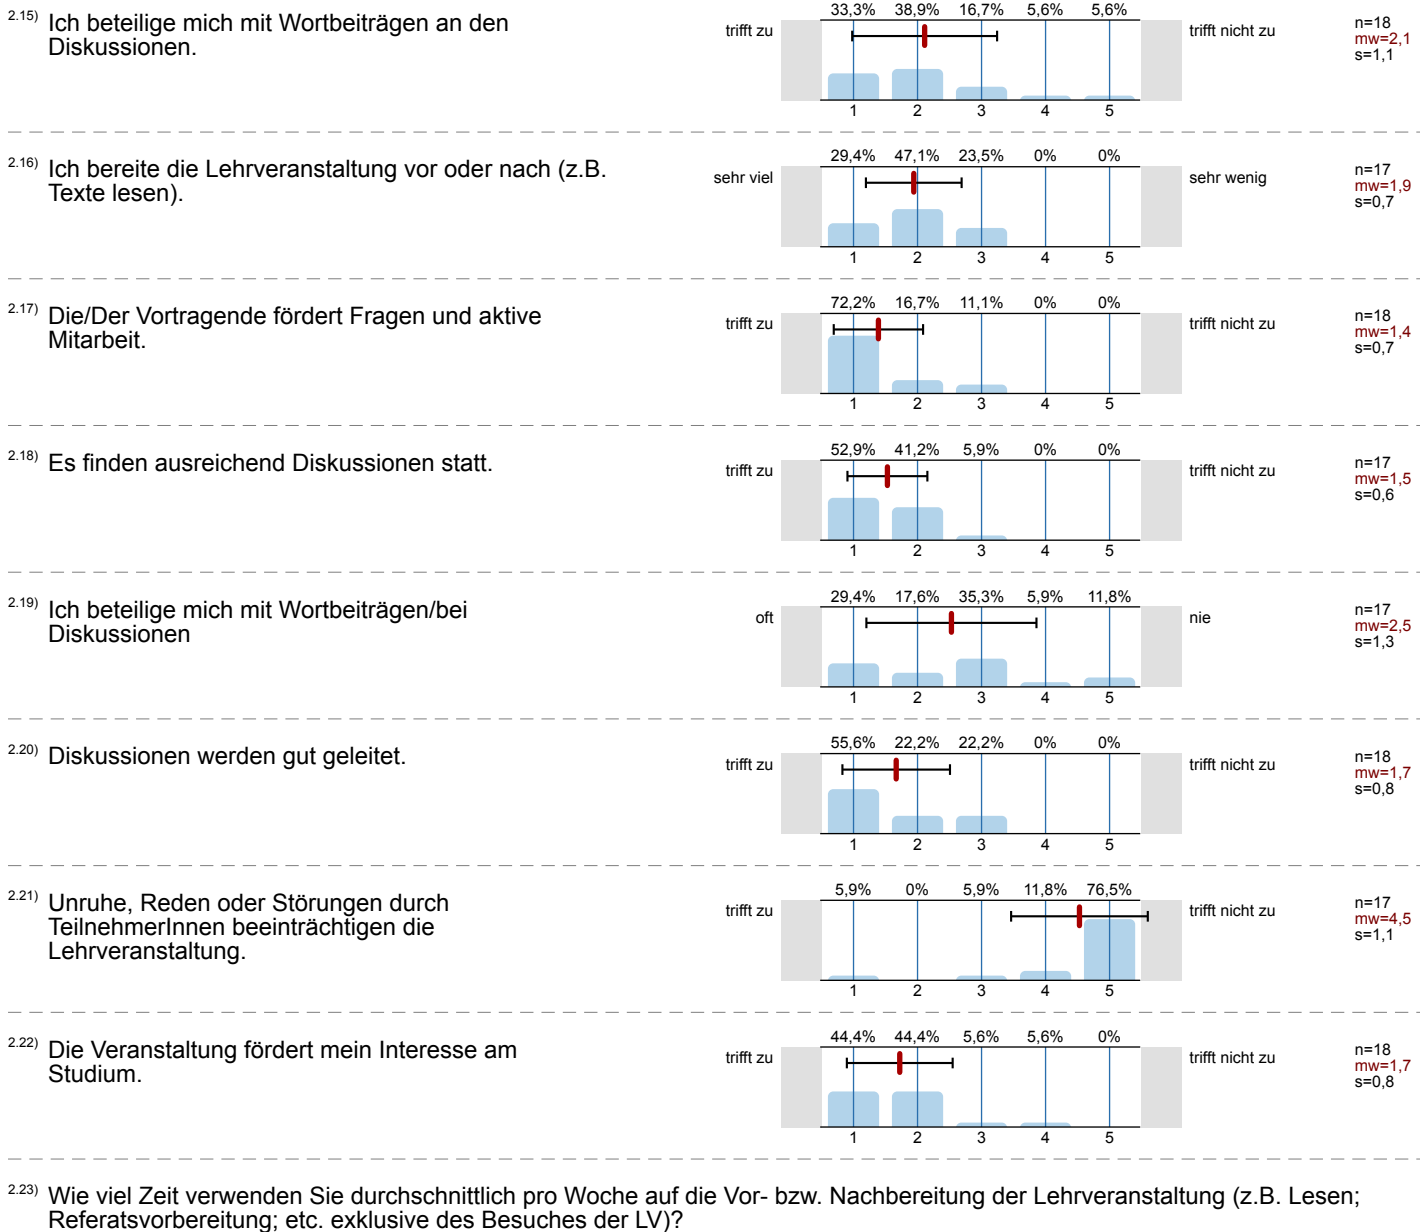 2.15) Ich beteilige mich mit Wortbeiträgen an den
Diskussionen.
trifft zu
33,3% 38,9% 16,7% 5,6% 5,6%
1 2 3 4 5
trifft nicht zu
n=18
mw=2,1
s=1,1
2.16) Ich bereite die Lehrveranstaltung vor oder nach (z.B.
Texte lesen).
sehr viel
29,4% 47,1% 23,5% 0% 0%
1 2 3 4 5
sehr wenig
n=17
mw=1,9
s=0,7
2.17) Die/Der Vortragende fördert Fragen und aktive
Mitarbeit.
trifft zu
72,2% 16,7% 11,1% 0% 0%
1 2 3 4 5
trifft nicht zu
n=18
mw=1,4
s=0,7
2.18) Es finden ausreichend Diskussionen statt.
trifft zu
52,9% 41,2% 5,9% 0% 0%
1 2 3 4 5
trifft nicht zu
n=17
mw=1,5
s=0,6
2.19) Ich beteilige mich mit Wortbeiträgen/bei
Diskussionen
oft
29,4% 17,6% 35,3% 5,9% 11,8%
1 2 3 4 5
nie
n=17
mw=2,5
s=1,3
2.20) Diskussionen werden gut geleitet.
trifft zu
55,6% 22,2% 22,2% 0% 0%
1 2 3 4 5
trifft nicht zu
n=18
mw=1,7
s=0,8
2.21) Unruhe, Reden oder Störungen durch
TeilnehmerInnen beeinträchtigen die
Lehrveranstaltung.
trifft zu
5,9% 0% 5,9% 11,8% 76,5%
1 2 3 4 5
trifft nicht zu
n=17
mw=4,5
s=1,1
2.22) Die Veranstaltung fördert mein Interesse am
Studium.
trifft zu
44,4% 44,4% 5,6% 5,6% 0%
1 2 3 4 5
trifft nicht zu
n=18
mw=1,7
s=0,8
2.23) Wie viel Zeit verwenden Sie durchschnittlich pro Woche auf die Vor- bzw. Nachbereitung der Lehrveranstaltung (z.B. Lesen;
Referatsvorbereitung; etc. exklusive des Besuches der LV)?